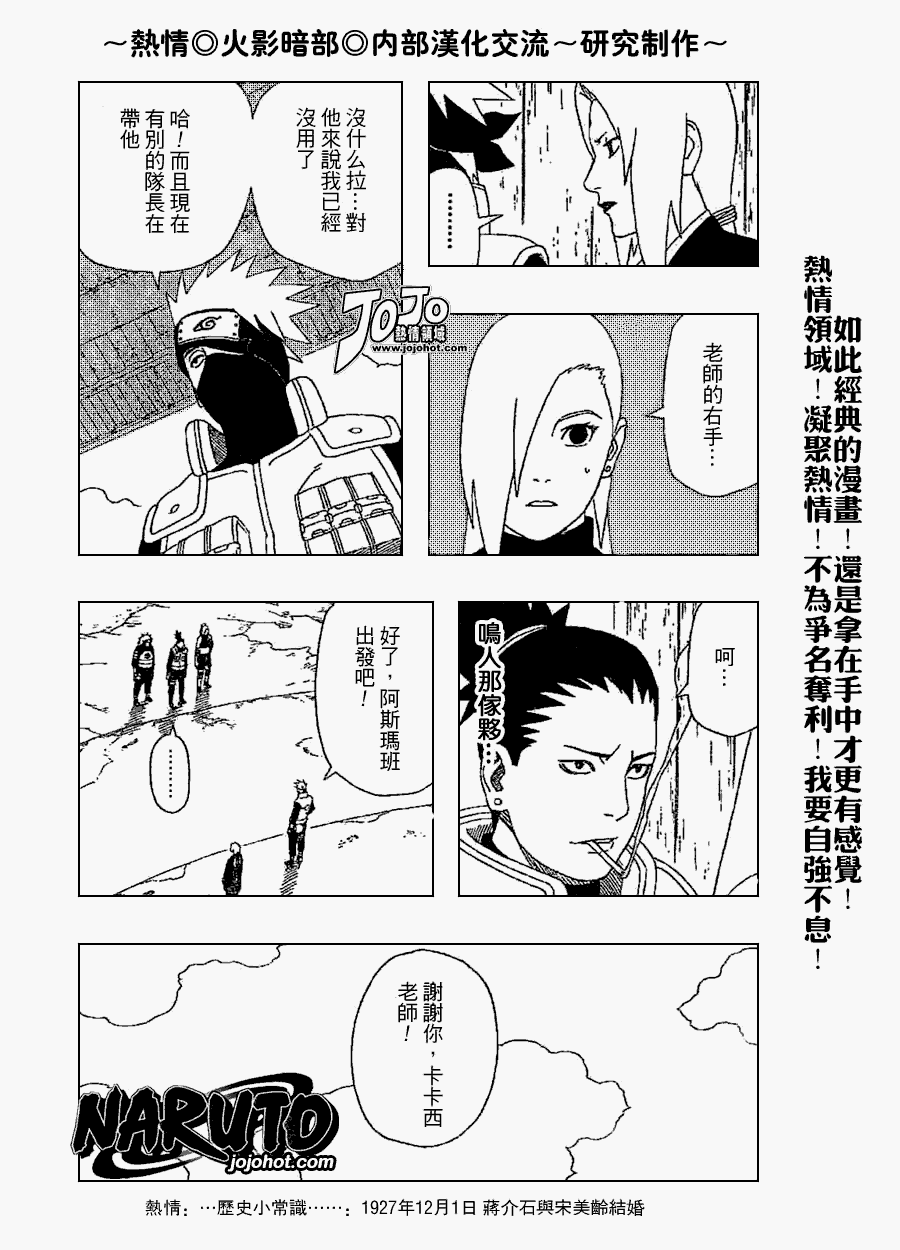 ～熱情◎火影暗部◎内部漢化交流～研究制作～
………
沒什么拉…對
他來說我已經
沒用了
哈！而且現在
有別的隊長在
帶他
JOJO
熱情領域
www.jojohot.com
老師的右手…
呵…
鳴人那傢夥…
好了，阿斯瑪班
出發吧！
………
謝謝你，卡卡西
老師！
如此經典的漫畫！還是拿在手中才更有感覺！
熱情領域！凝聚熱情！不為爭名奪利！我要自強不息！
NARUTO
jojohot.com
熱情：…歷史小常識……：1927年12月1日 蔣介石與宋美齡結婚